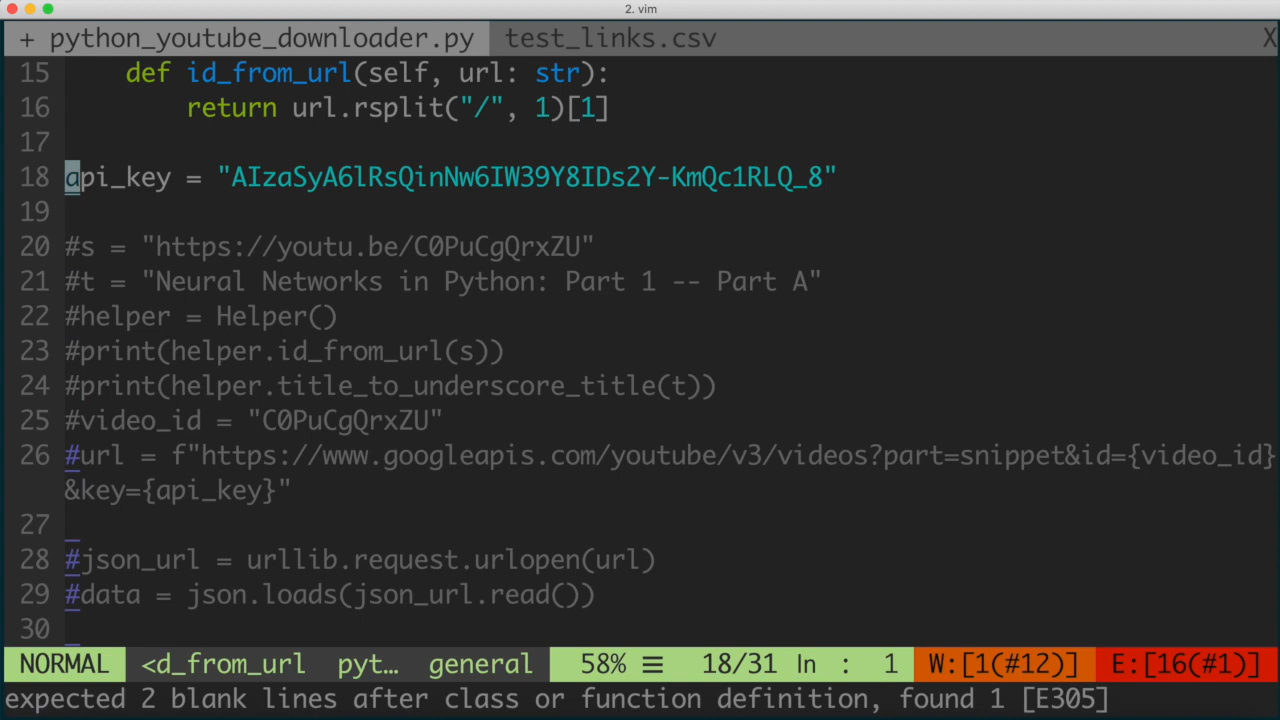 2. vim
+ python_youtube_downloader.py test_links.csv X
15 def id_from_url(self, url: str):
16 return url.rsplit("/", 1)[1]
17
18 api_key = "AIzaSyA6lRsQinNw6IW39Y8IDs2Y-KmQc1RLQ_8"
19
20 #s = "https://youtu.be/C0PuCgQrxZU"
21 #t = "Neural Networks in Python: Part 1 -- Part A"
22 #helper = Helper()
23 #print(helper.id_from_url(s))
24 #print(helper.title_to_underscore_title(t))
25 #video_id = "C0PuCgQrxZU"
26 #url = f"https://www.googleapis.com/youtube/v3/videos?part=snippet&id={video_id}
&key={api_key}"
27
28 #json_url = urllib.request.urlopen(url)
29 #data = json.loads(json_url.read())
30
NORMAL <d_from_url pyt… general 58% ☰ 18/31 ln : 1 W:[1(#12)] E:[16(#1)]
expected 2 blank lines after class or function definition, found 1 [E305]